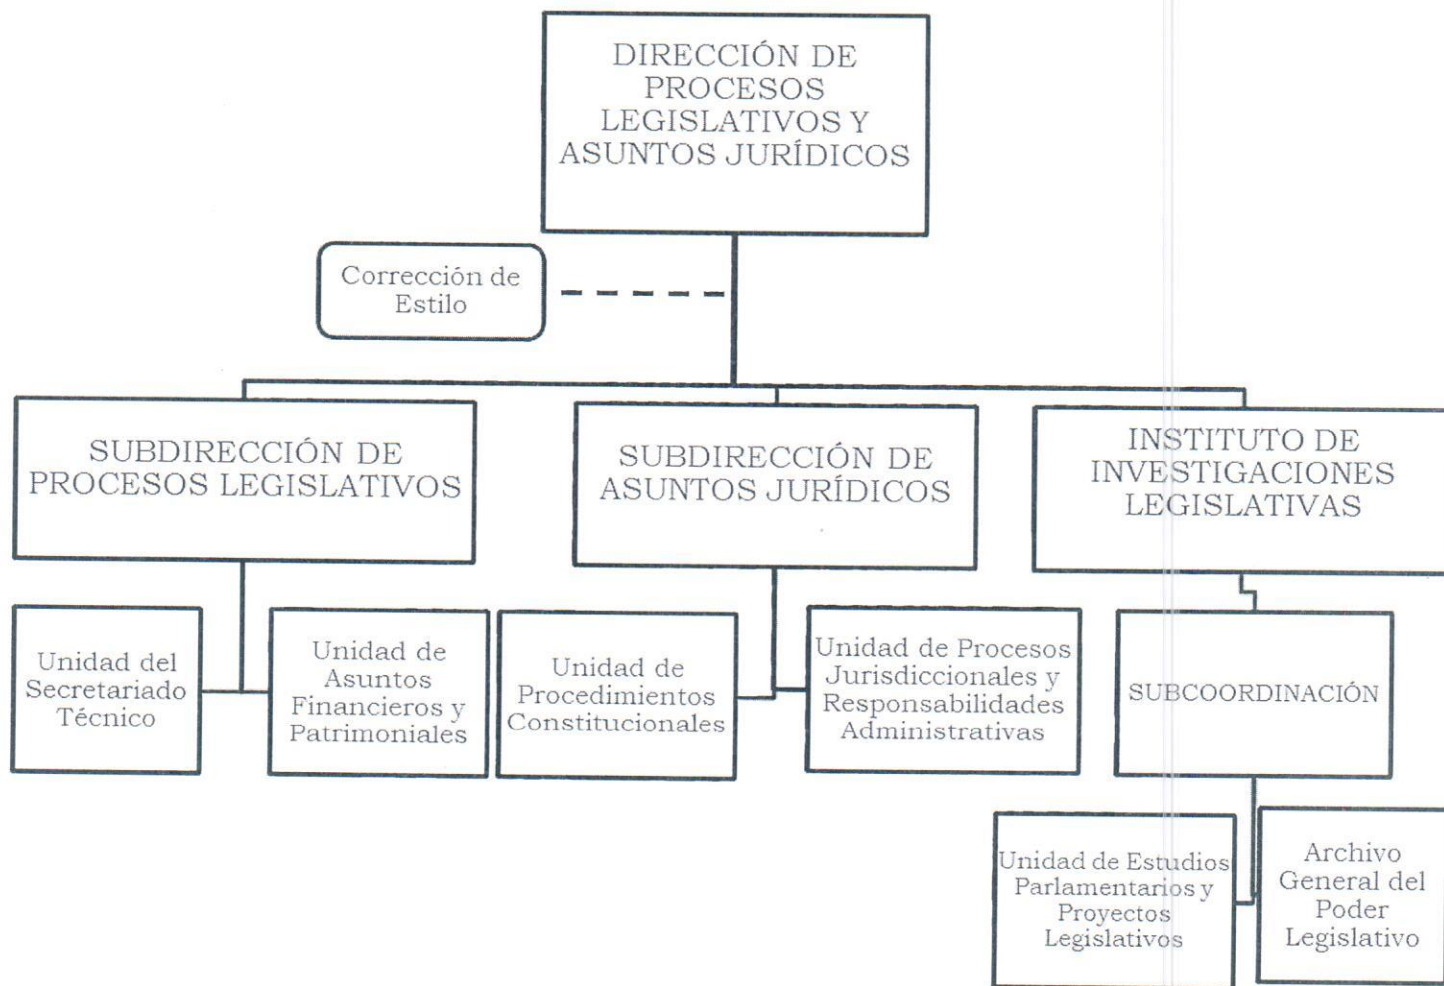 DIRECCIÓN DE
PROCESOS
LEGISLATIVOS Y
ASUNTOS JURÍDICOS
Corrección de
Estilo
SUBDIRECCIÓN DE
PROCESOS LEGISLATIVOS
SUBDIRECCIÓN DE
ASUNTOS JURÍDICOS
INSTITUTO DE
INVESTIGACIONES
LEGISLATIVAS
Unidad del
Secretariado
Técnico
Unidad de
Asuntos
Financieros y
Patrimoniales
Unidad de
Procedimientos
Constitucionales
Unidad de Procesos
Jurisdiccionales y
Responsabilidades
Administrativas
SUBCOORDINACIÓN
Unidad de Estudios
Parlamentarios y
Proyectos
Legislativos
Archivo
General del
Poder
Legislativo